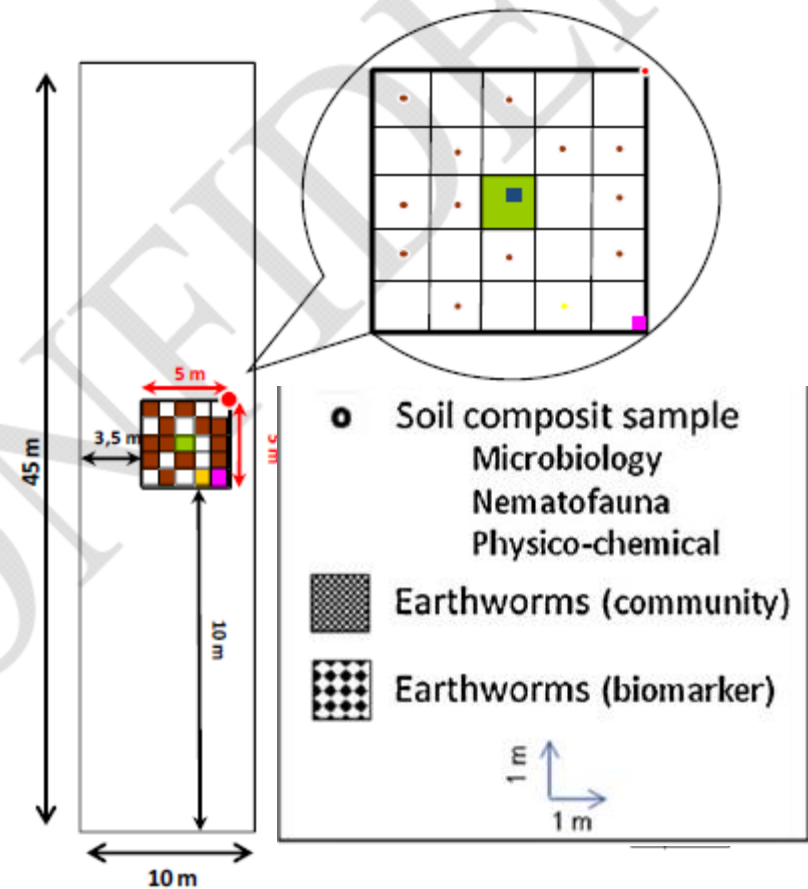 5 m
3,5 m
5 m
45 m
10 m
10 m
Soil composit sample
Microbiology
Nematofauna
Physico-chemical
Earthworms (community)
Earthworms (biomarker)
1 m
1 m